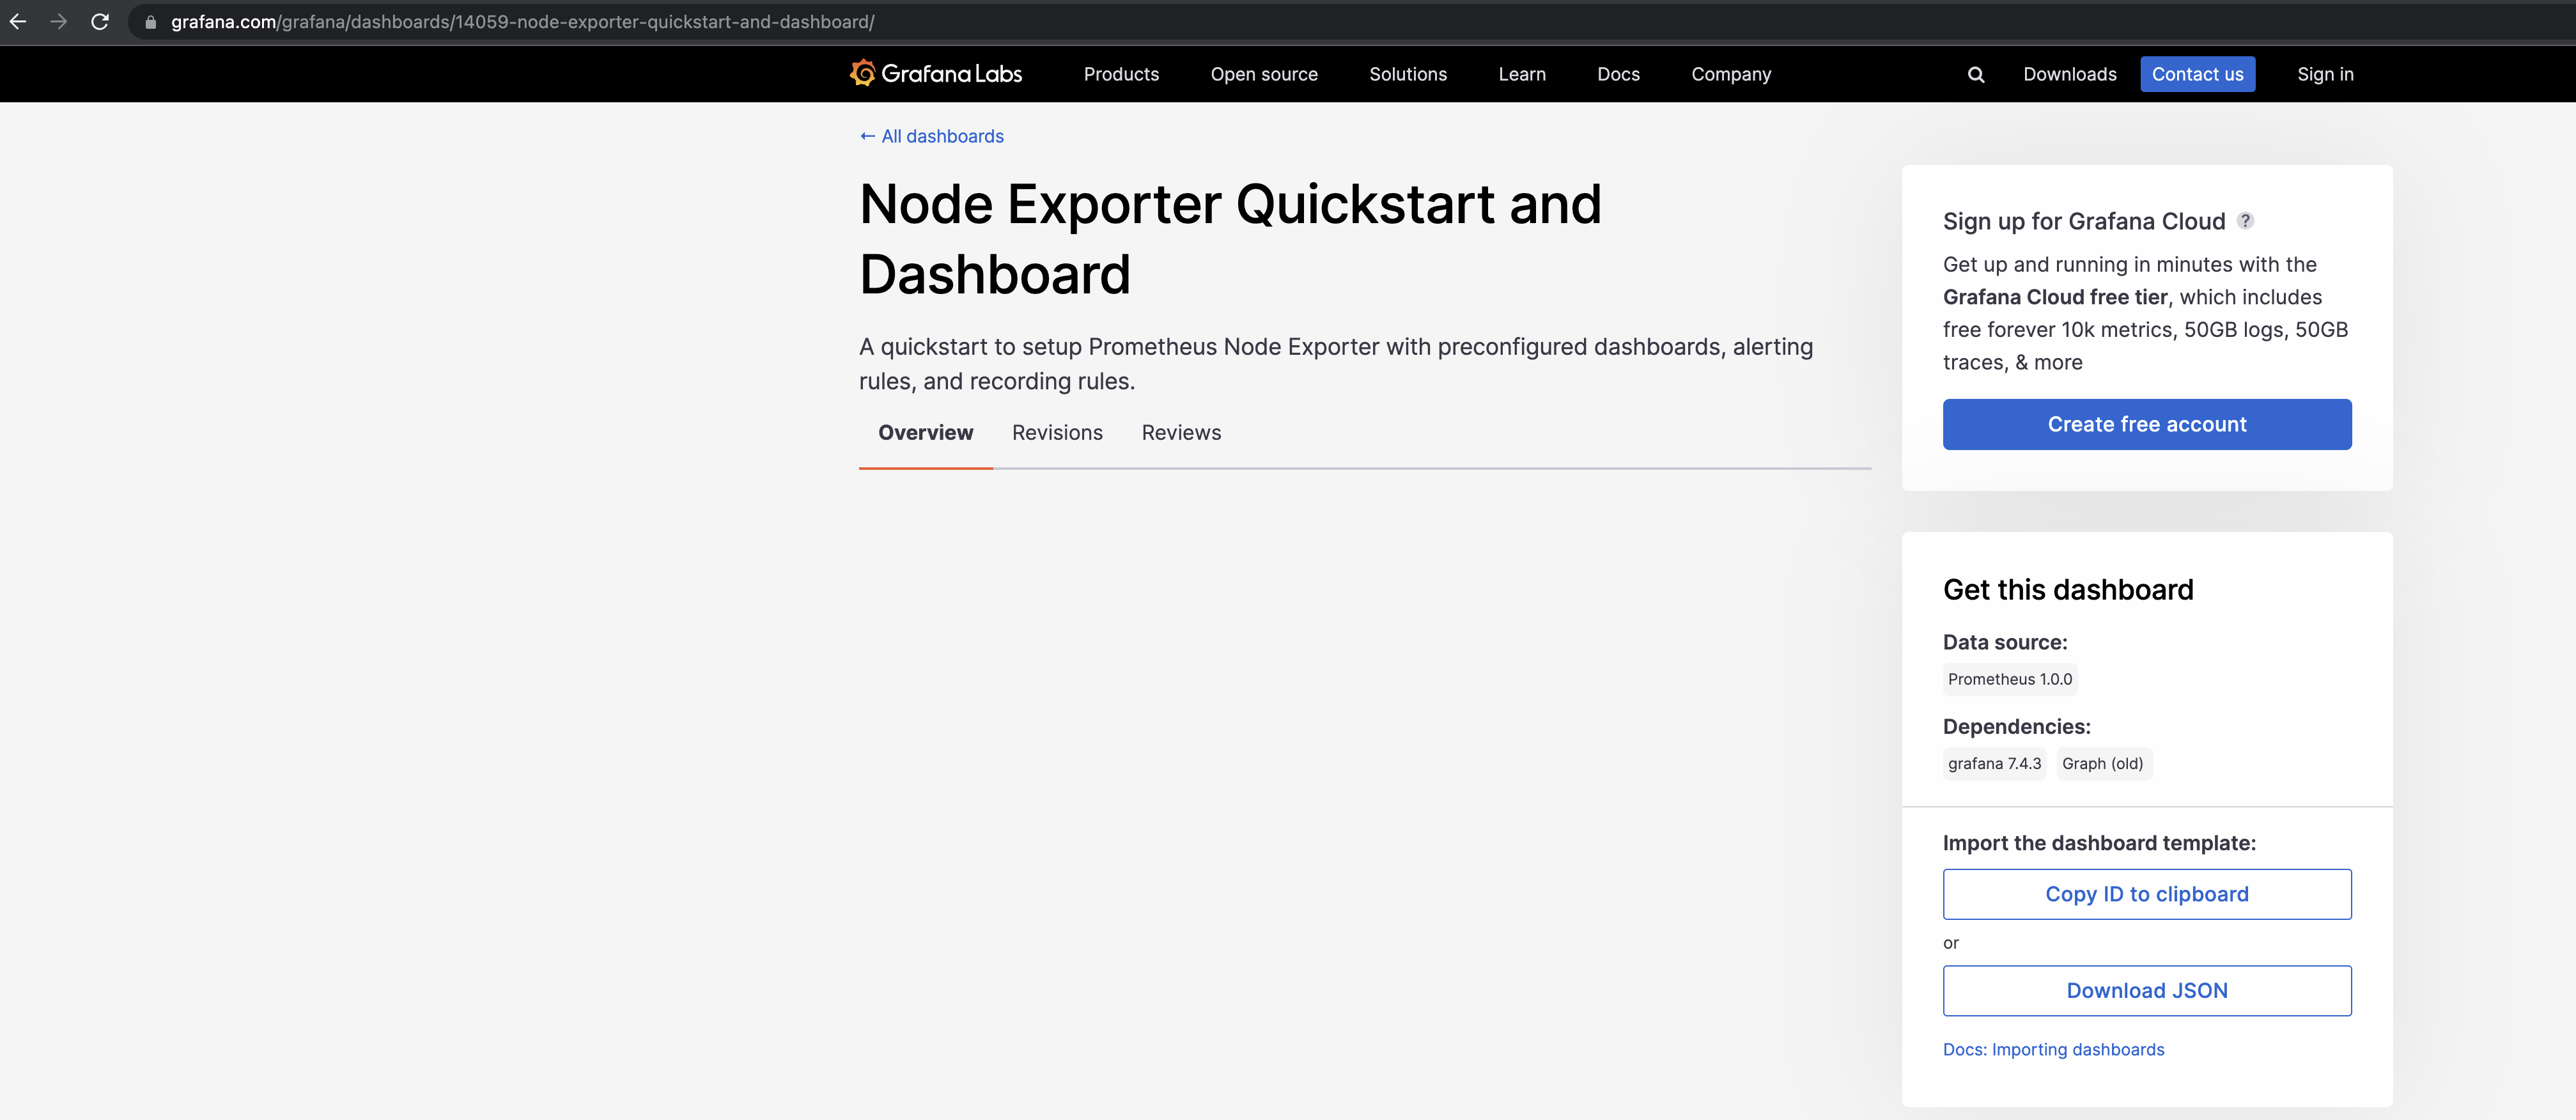 grafana.com/grafana/dashboards/14059-node-exporter-quickstart-and-dashboard/
Grafana Labs Products Open source Solutions Learn Docs Company Downloads Contact us Sign in
← All dashboards
Node Exporter Quickstart and
Dashboard
A quickstart to setup Prometheus Node Exporter with preconfigured dashboards, alerting
rules, and recording rules.
Overview Revisions Reviews
Sign up for Grafana Cloud ?
Get up and running in minutes with the
Grafana Cloud free tier, which includes
free forever 10k metrics, 50GB logs, 50GB
traces, & more
Create free account
Get this dashboard
Data source:
Prometheus 1.0.0
Dependencies:
grafana 7.4.3 Graph (old)
Import the dashboard template:
Copy ID to clipboard
or
Download JSON
Docs: Importing dashboards